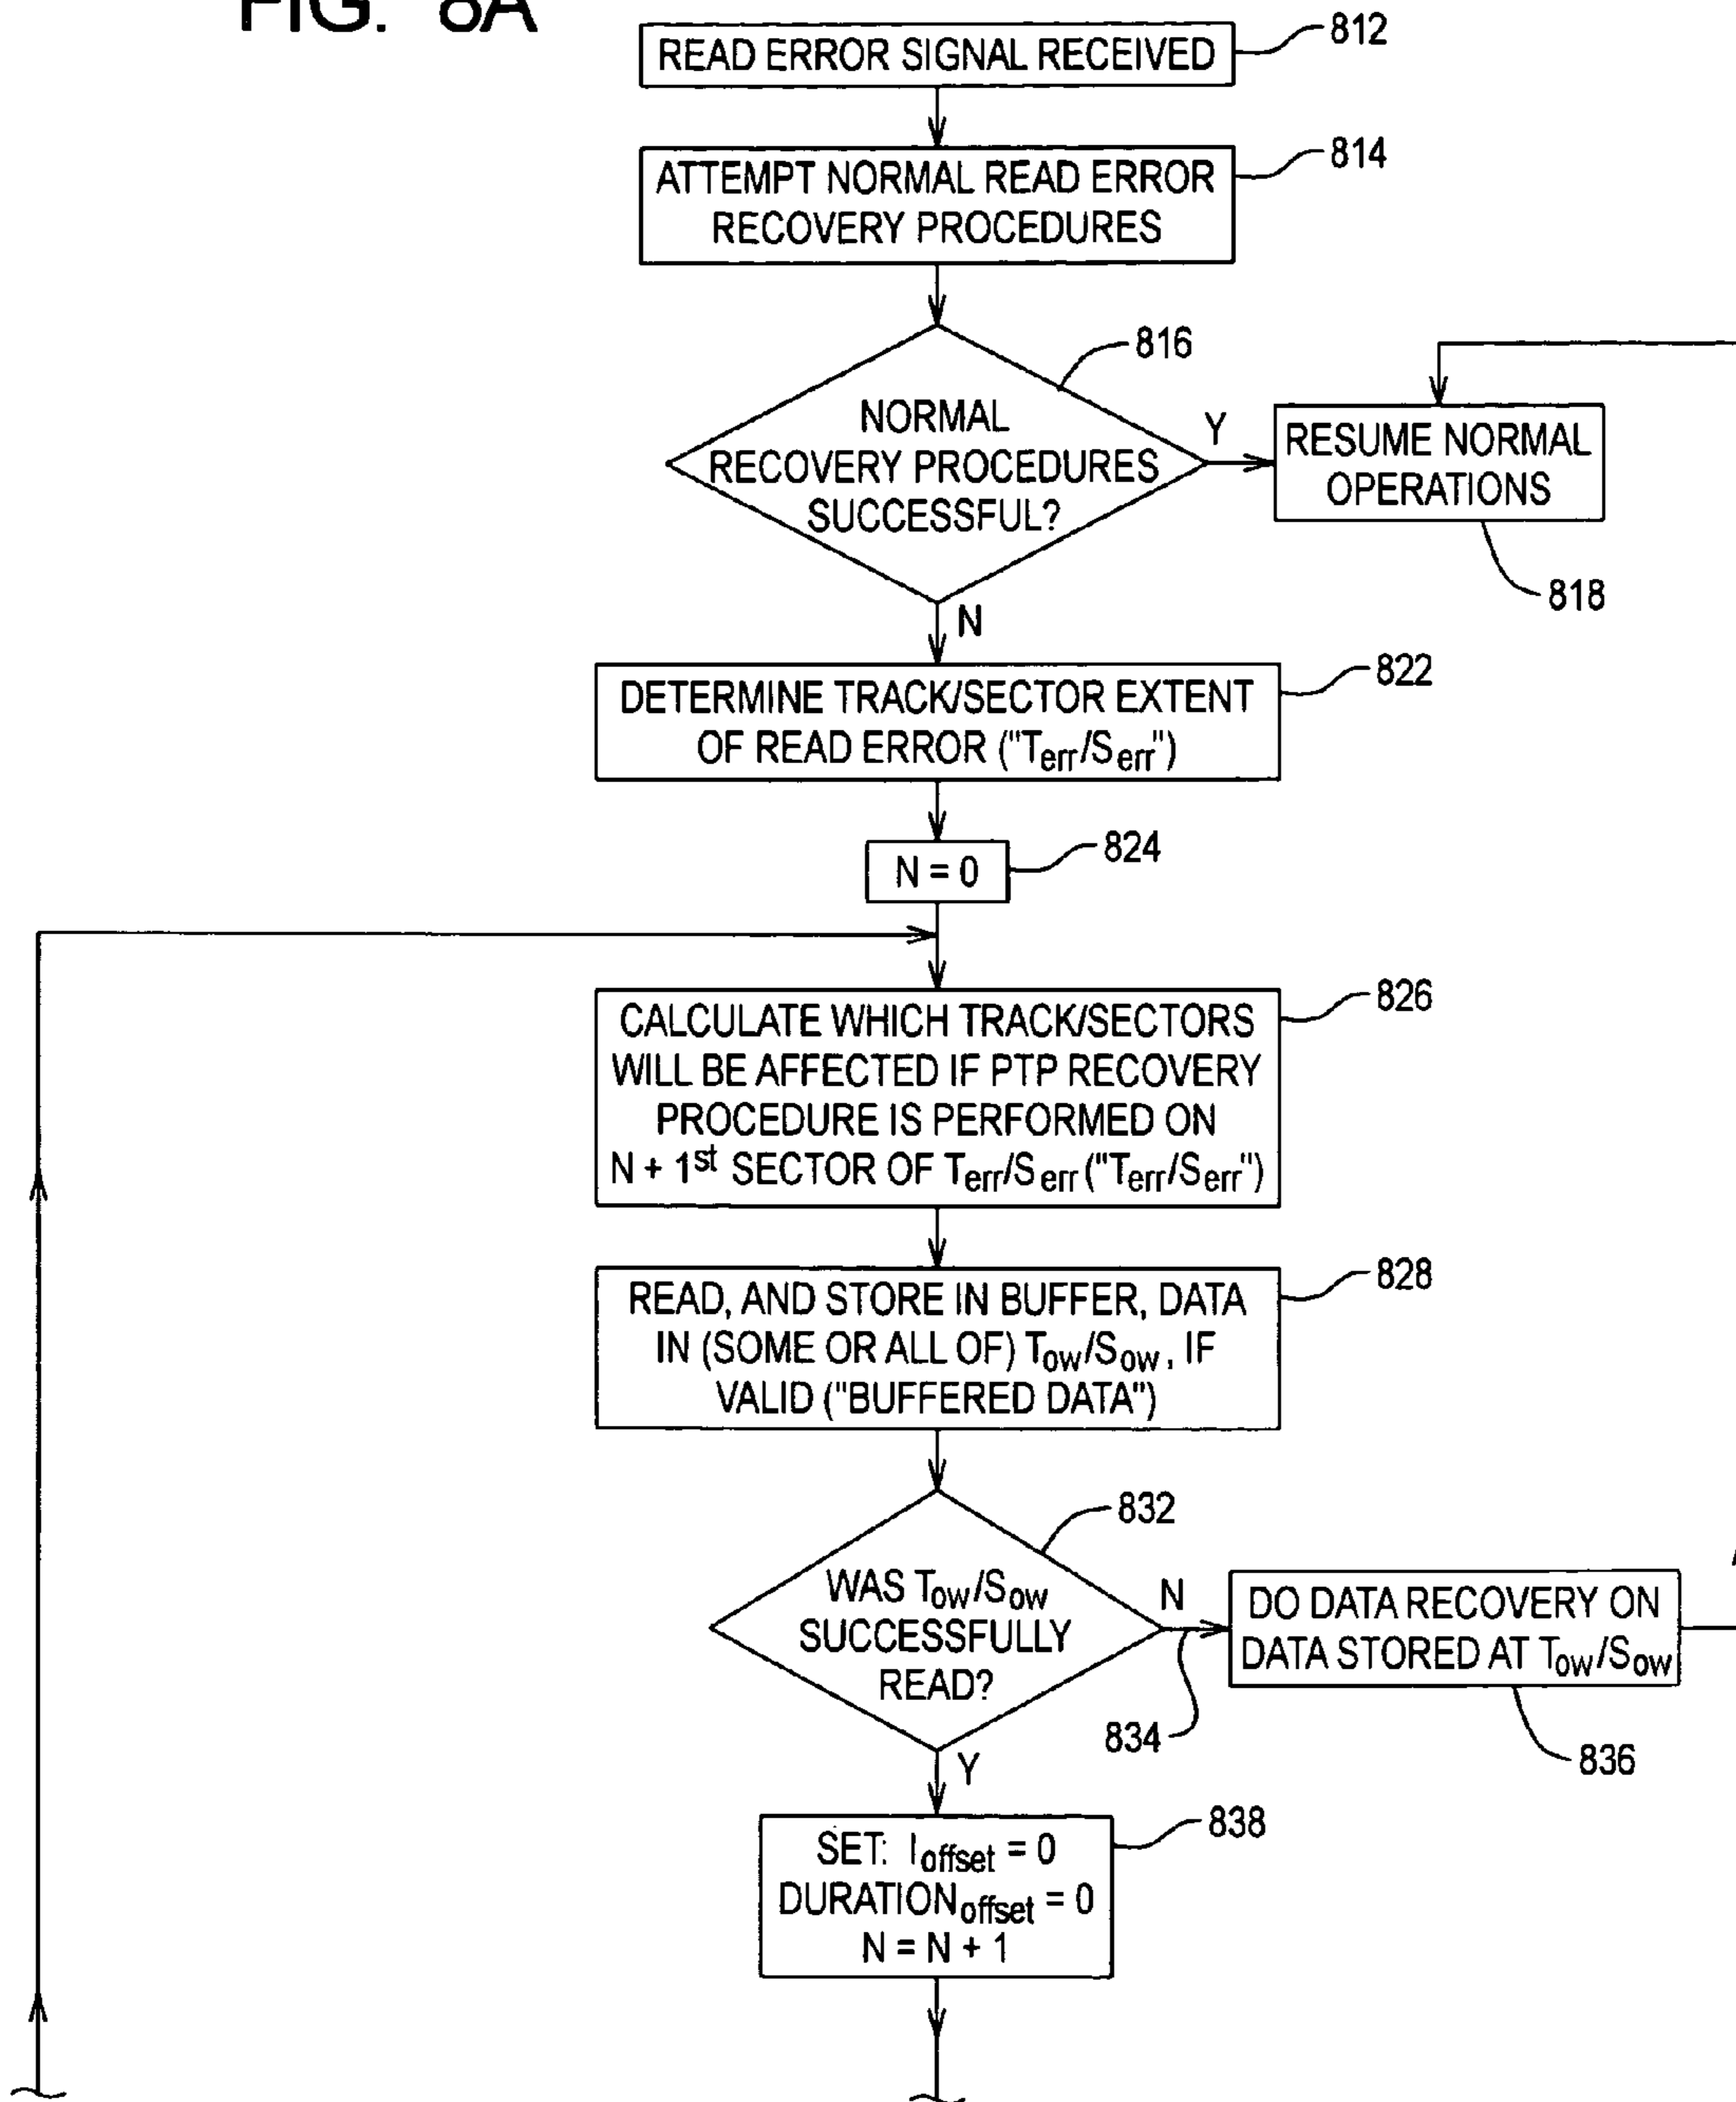 FIG. 8A
READ ERROR SIGNAL RECEIVED
812
ATTEMPT NORMAL READ ERROR
RECOVERY PROCEDURES
814
816
NORMAL
RECOVERY PROCEDURES
SUCCESSFUL?
Y
RESUME NORMAL
OPERATIONS
818
N
DETERMINE TRACK/SECTOR EXTENT
OF READ ERROR ("Terr/Serr")
822
N = 0
824
CALCULATE WHICH TRACK/SECTORS
WILL BE AFFECTED IF PTP RECOVERY
PROCEDURE IS PERFORMED ON
N + 1st SECTOR OF Terr/Serr ("Terr/Serr")
826
READ, AND STORE IN BUFFER, DATA
IN (SOME OR ALL OF) Tow/Sow, IF
VALID ("BUFFERED DATA")
828
832
WAS Tow/Sow
SUCCESSFULLY
READ?
N
834
DO DATA RECOVERY ON
DATA STORED AT Tow/Sow
836
Y
SET: Ioffset = 0
DURATIONoffset = 0
N = N + 1
838